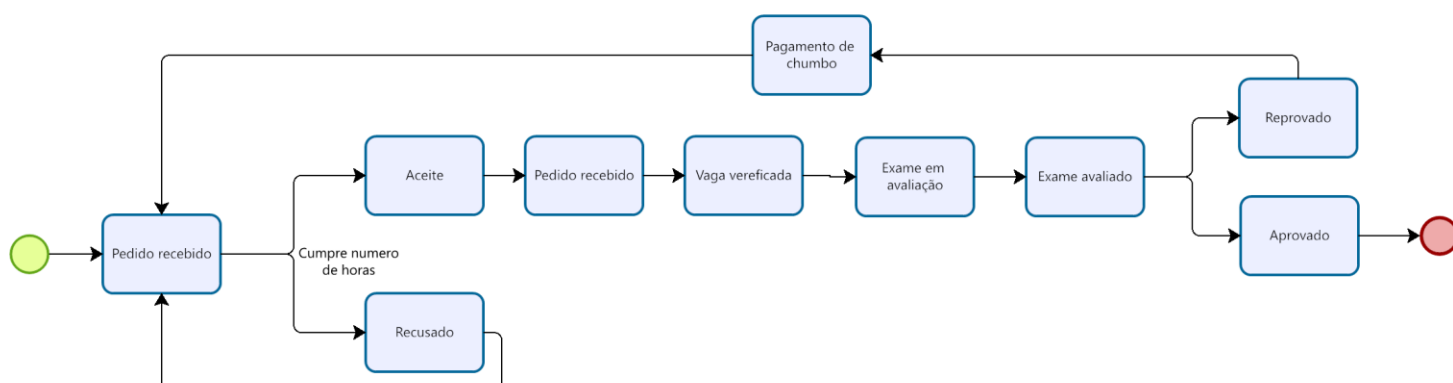 Pagamento de
chumbo
Reprovado
Aceite
Pedido recebido
Vaga vereficada
Exame em
avaliação
Exame avaliado
Pedido recebido
Cumpre numero
de horas
Aprovado
Recusado